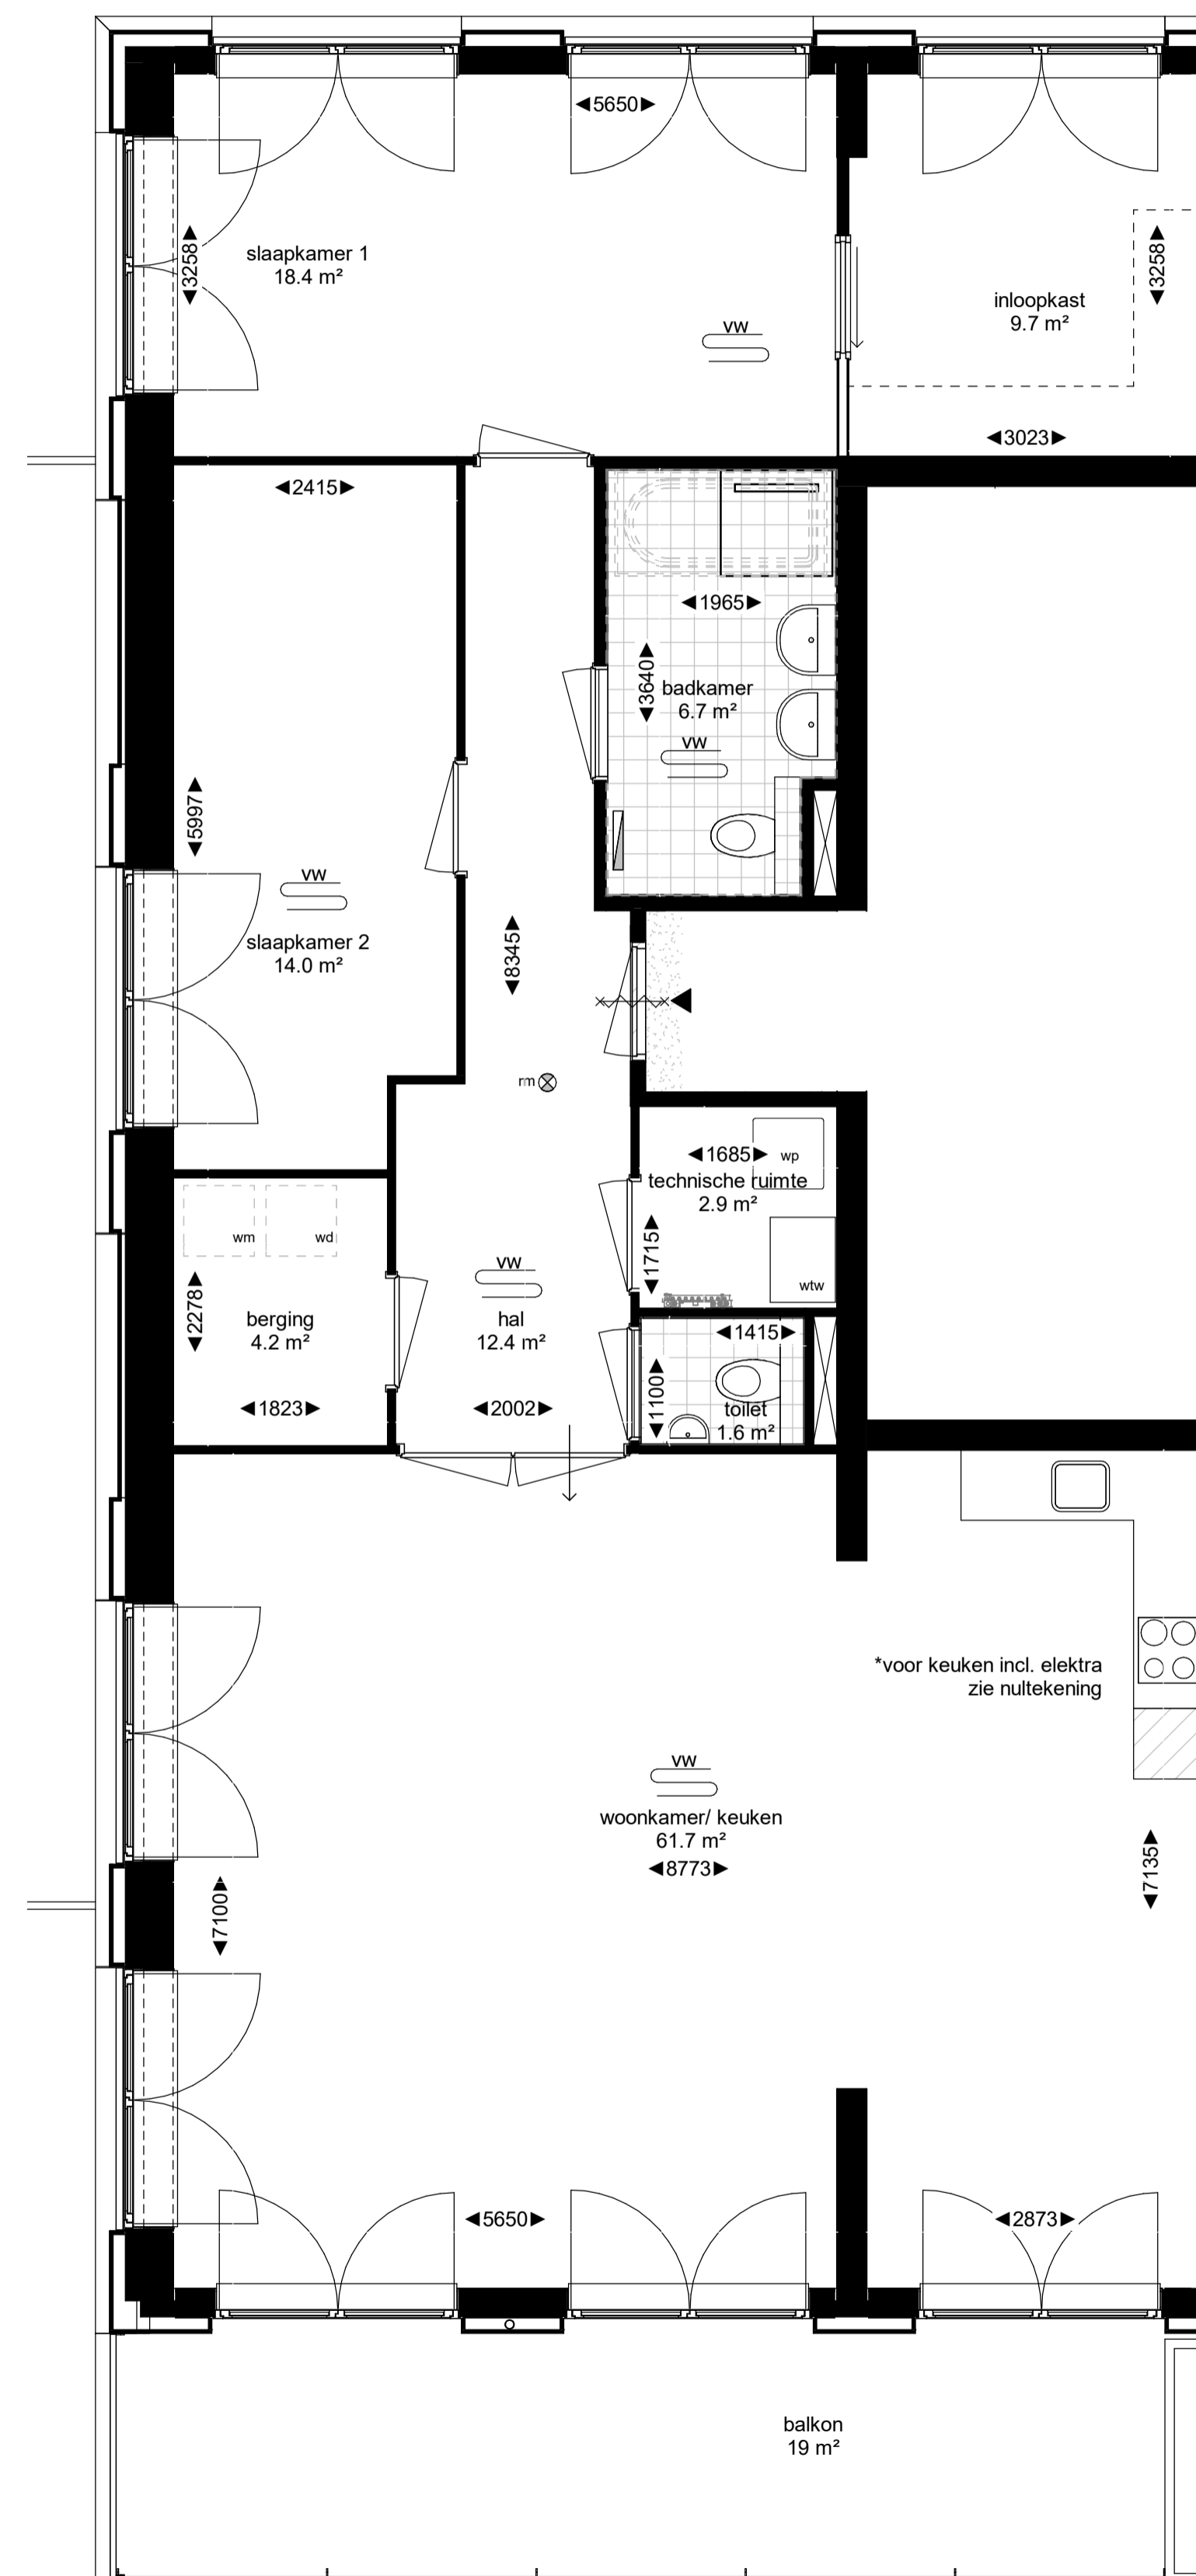 5650
3258
slaapkamer 1
18.4 m²
3258
inloopkast
9.7 m²
vw
3023
2415
1965
3640
badkamer
6.7 m²
vw
5997
vw
slaapkamer 2
14.0 m²
8345
rm
1685
wp
technische ruimte
2.9 m²
1715
wtw
wm
wd
2278
berging
4.2 m²
1823
vw
hal
12.4 m²
2002
1415
1100
toilet
1.6 m²
*voor keuken incl. elektra
zie nultekening
vw
woonkamer/ keuken
61.7 m²
8773
7135
7100
5650
2873
balkon
19 m²